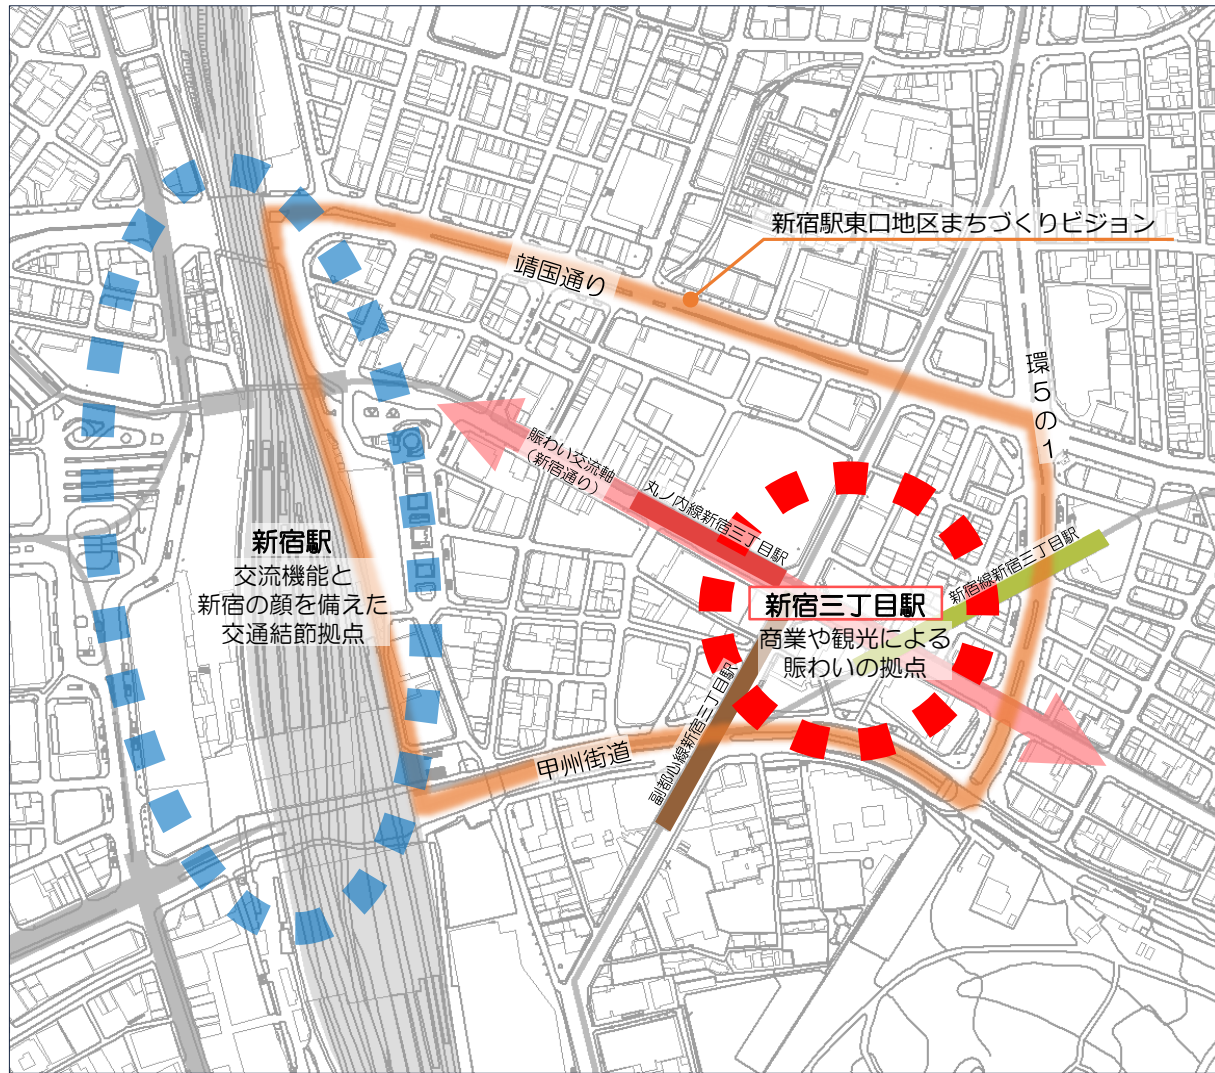 新宿駅東口地区まちづくりビジョン
靖国通り
環5の1
賑わい交流軸
(新宿通り)
丸ノ内線新宿三丁目駅
新宿線新宿三丁目駅
新宿駅
交流機能と
新宿の顔を備えた
交通結節拠点
新宿三丁目駅
商業や観光による
賑わいの拠点
副都心線新宿三丁目駅
甲州街道